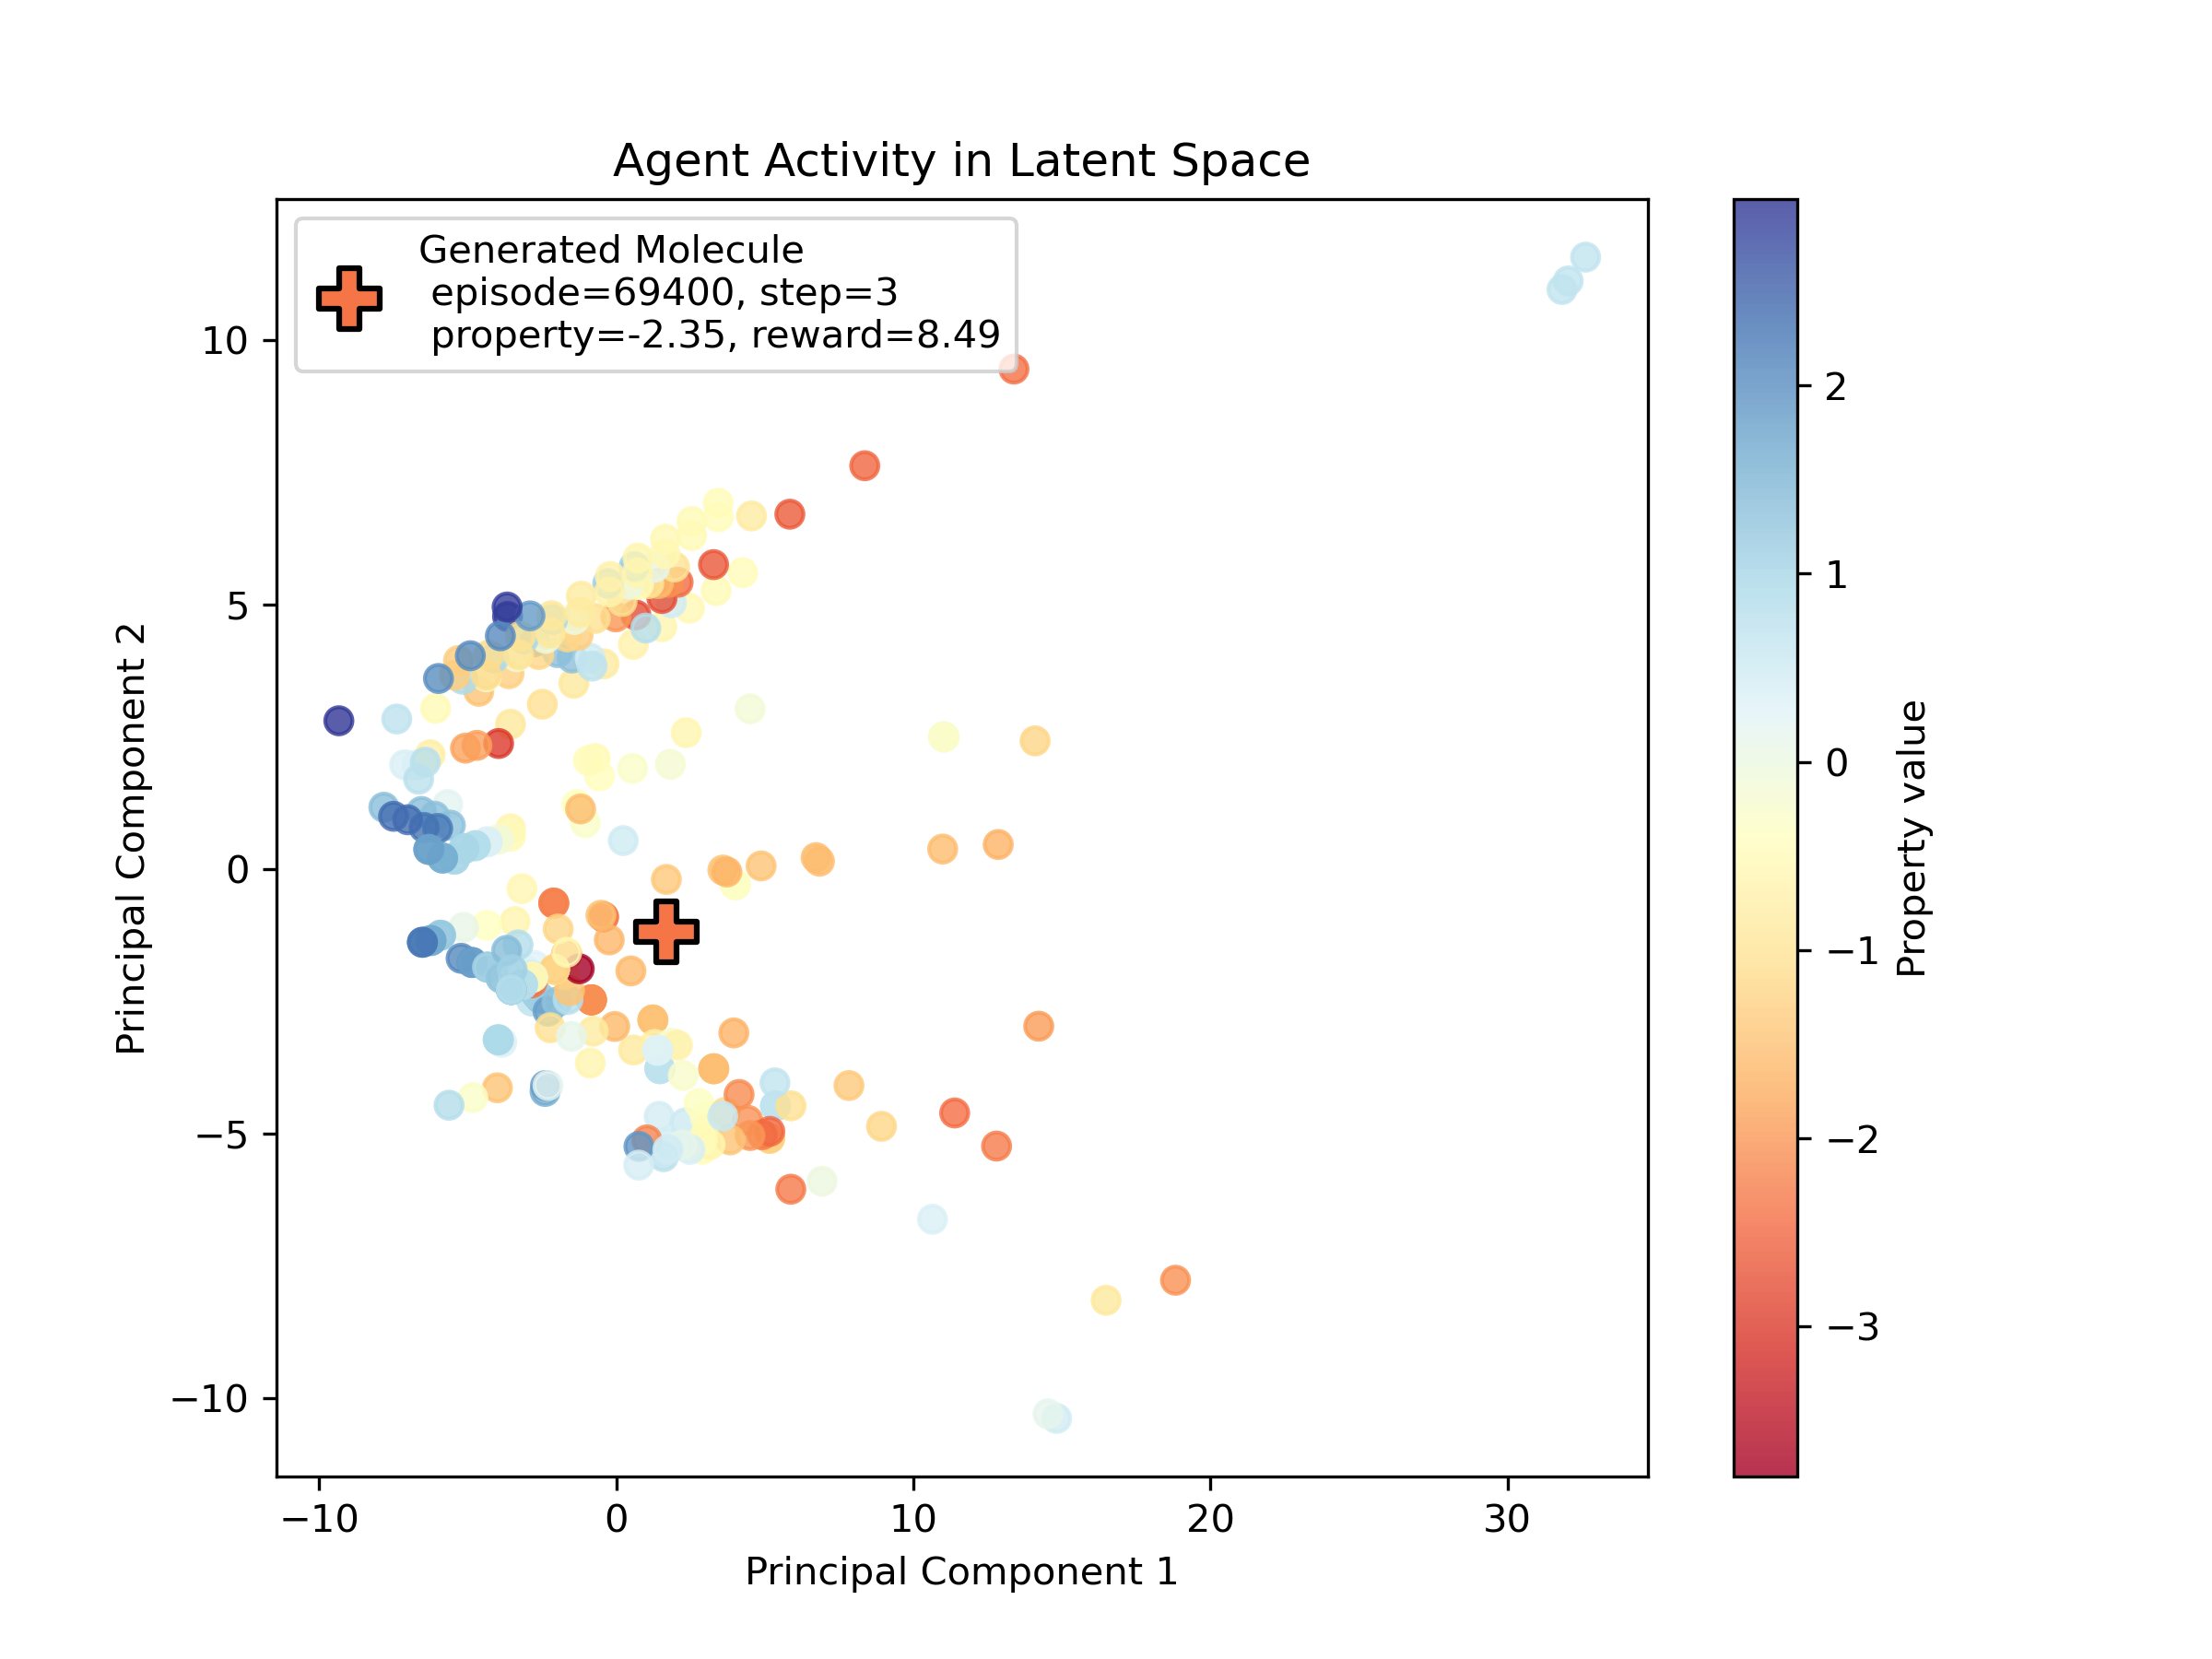 Agent Activity in Latent Space
Generated Molecule
episode=69400, step=3
property=-2.35, reward=8.49
10
5
0
−5
−10
Principal Component 2
−10
0
10
20
30
Principal Component 1
2
1
0
−1
−2
−3
Property value